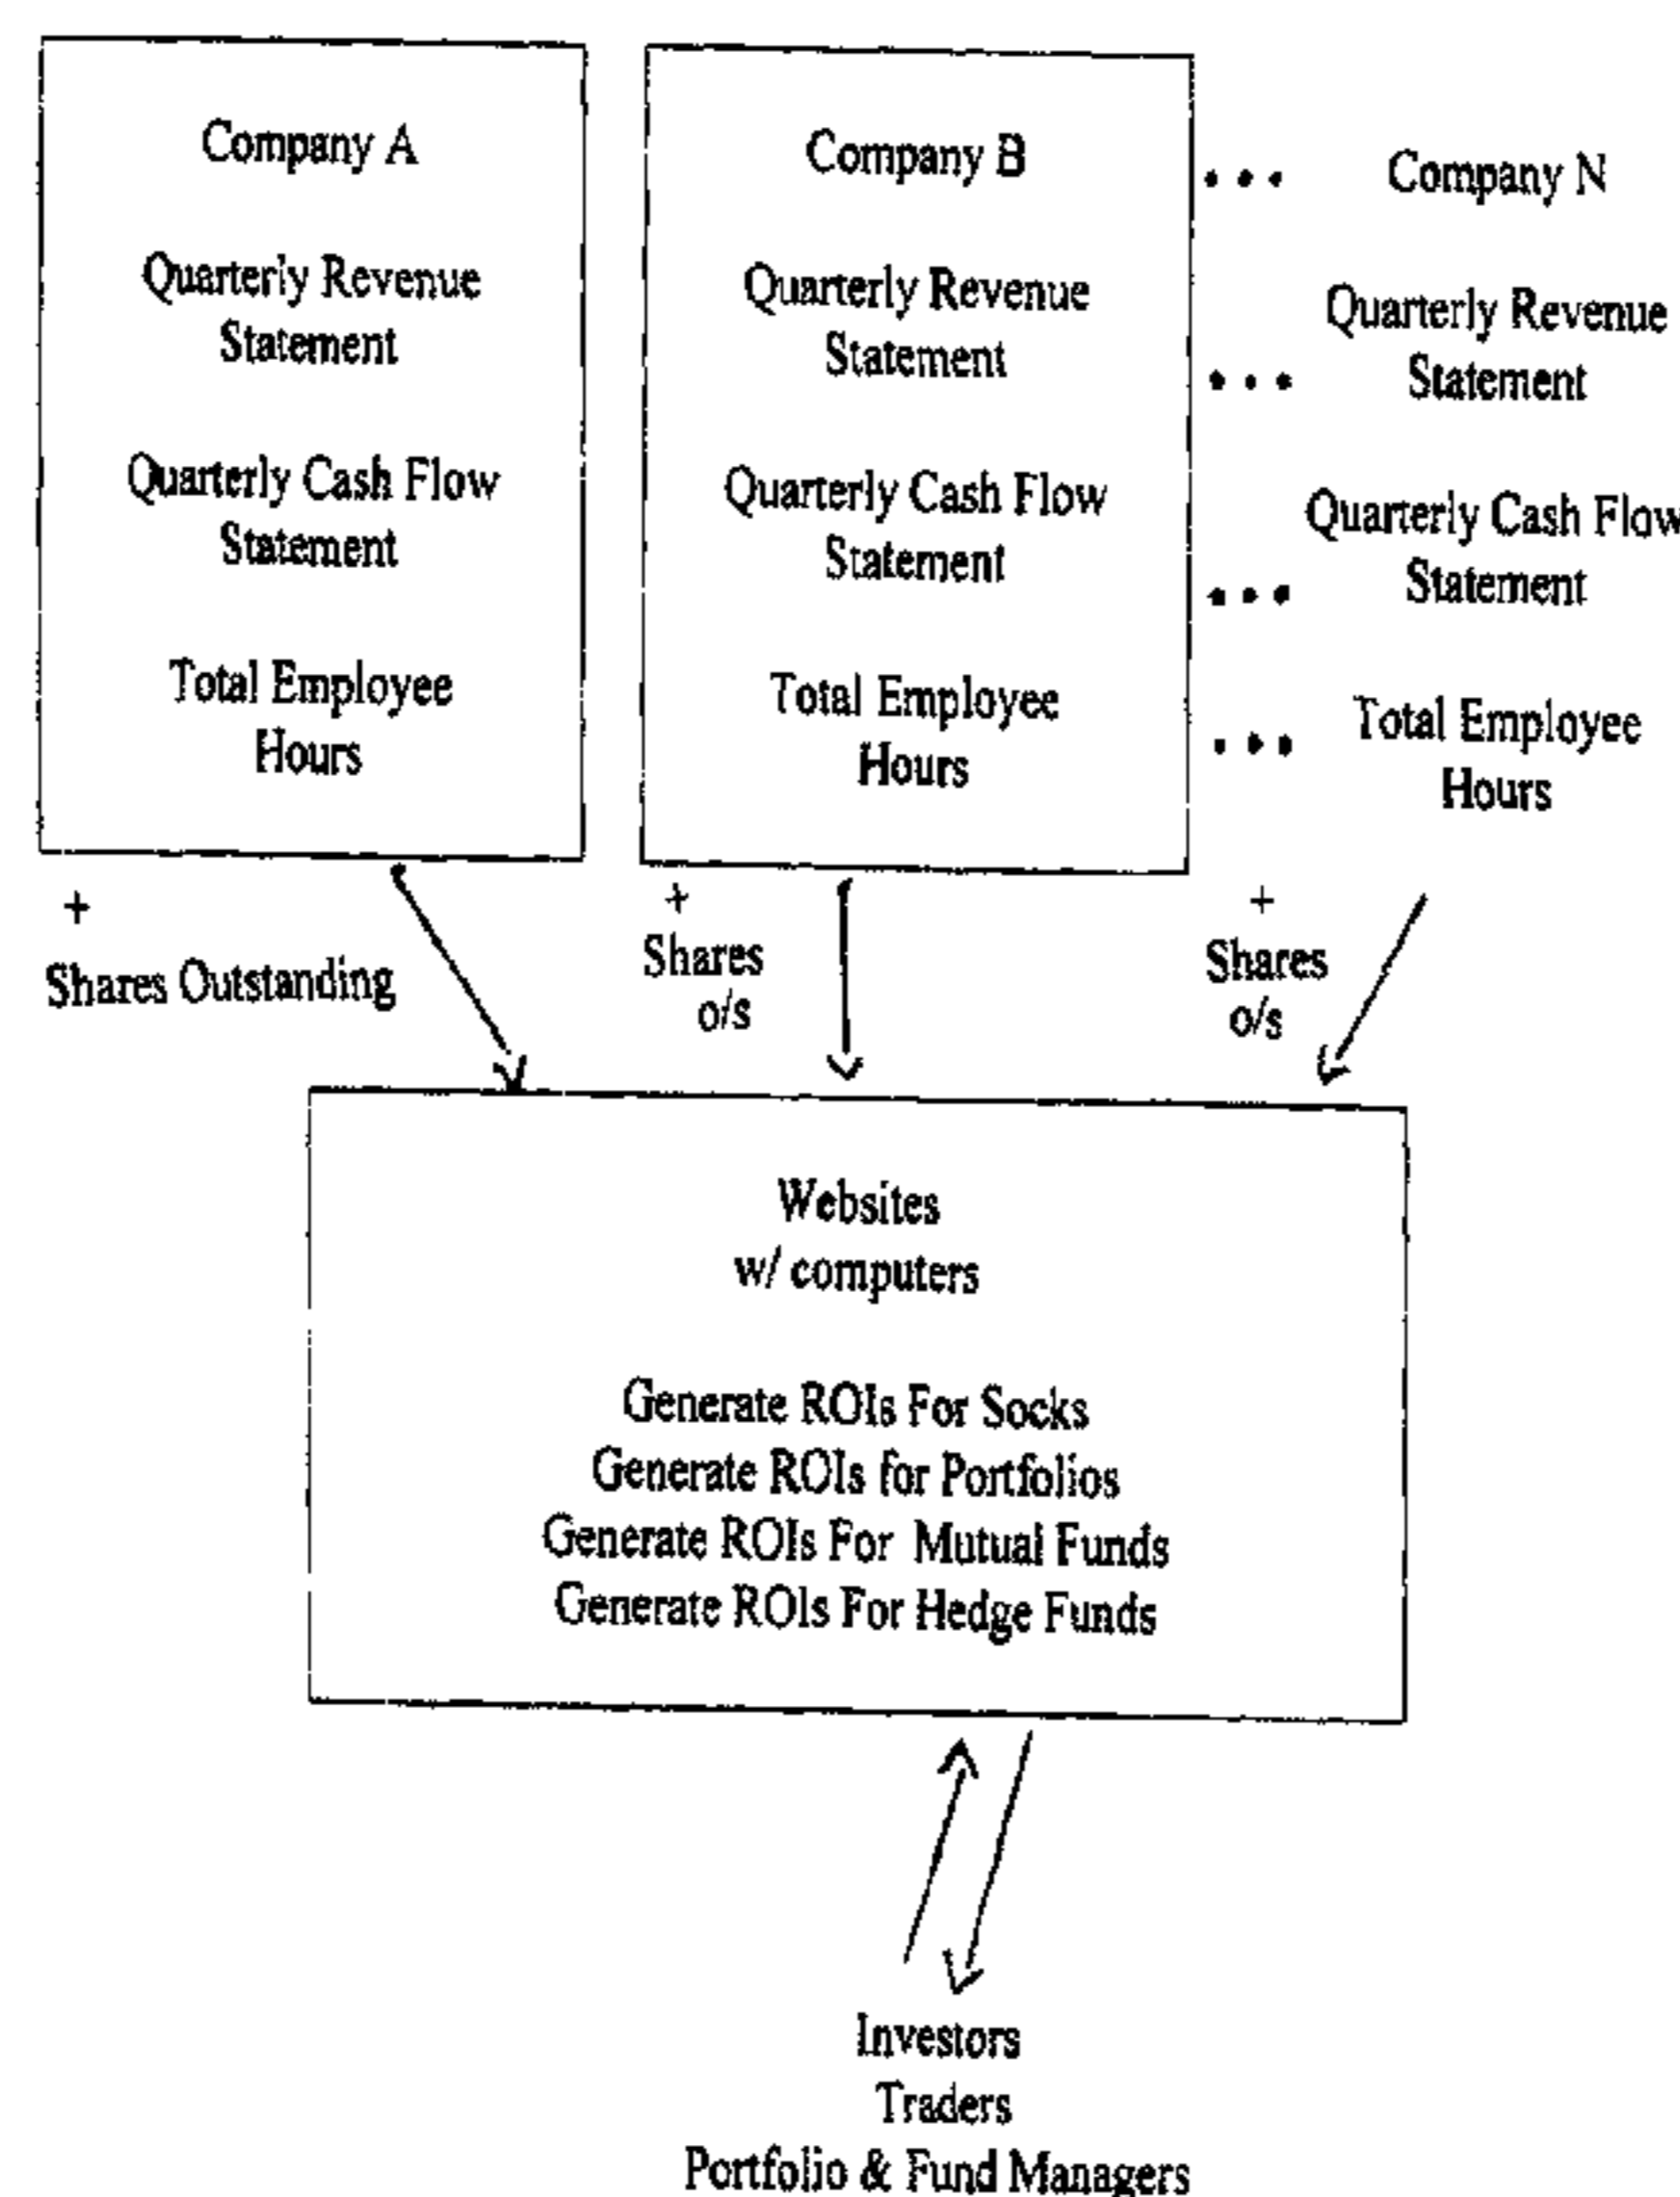 Company A
Quarterly Revenue
Statement
Quarterly Cash Flow
Statement
Total Employee
Hours
+
Shares Outstanding
Company B
Quarterly Revenue
Statement
Quarterly Cash Flow
Statement
Total Employee
Hours
+
Shares
o/s
• • • Company N
Quarterly Revenue
• • • Statement
Quarterly Cash Flow
• • • Statement
• • • Total Employee
Hours
+
Shares
o/s
Websites
w/ computers
Generate ROIs For Socks
Generate ROIs for Portfolios
Generate ROIs For Mutual Funds
Generate ROIs For Hedge Funds
Investors
Traders
Portfolio & Fund Managers